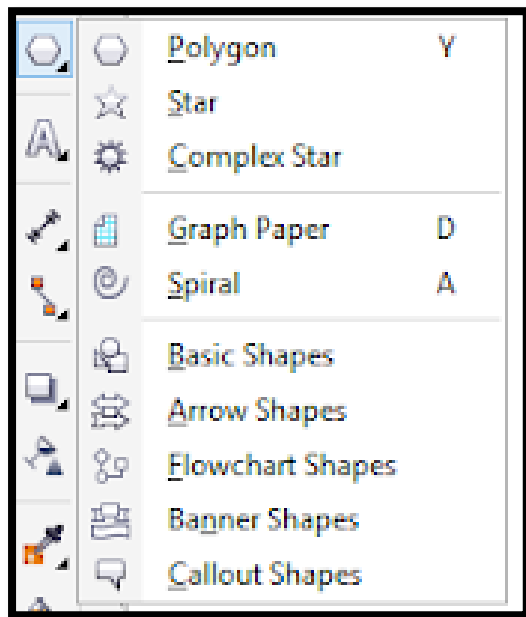 Polygon Y
Star
Complex Star
Graph Paper D
Spiral A
Basic Shapes
Arrow Shapes
Flowchart Shapes
Banner Shapes
Callout Shapes